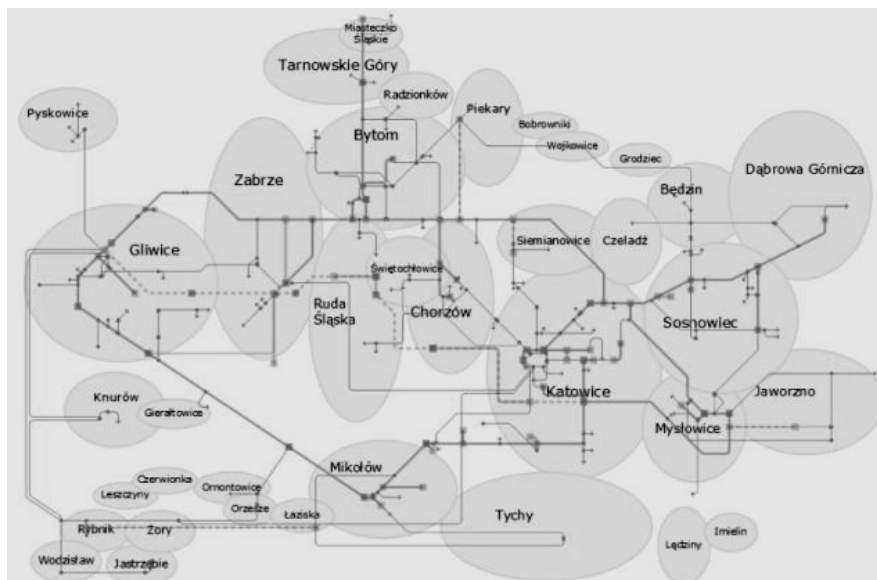 Miasteczko
Śląskie
Tarnowskie Góry
Radzionków
Pyskowice
Piekary
Bobrowniki
Bytom
Wojkowice
Grodziec
Zabrze
Będzin
Dąbrowa Górnicza
Gliwice
Siemianowice
Czeladź
Świętochłowice
Ruda
Śląska
Chorzów
Sosnowiec
Knurów
Gierałtowice
Katowice
Jaworzno
Mysłowice
Mikołów
Czerwionka
Leszczyny
Ornontowice
Orzesze
Łaziska
Tychy
Rybnik
Żory
Lędziny
Imielin
Wodzisław
Jastrzębie